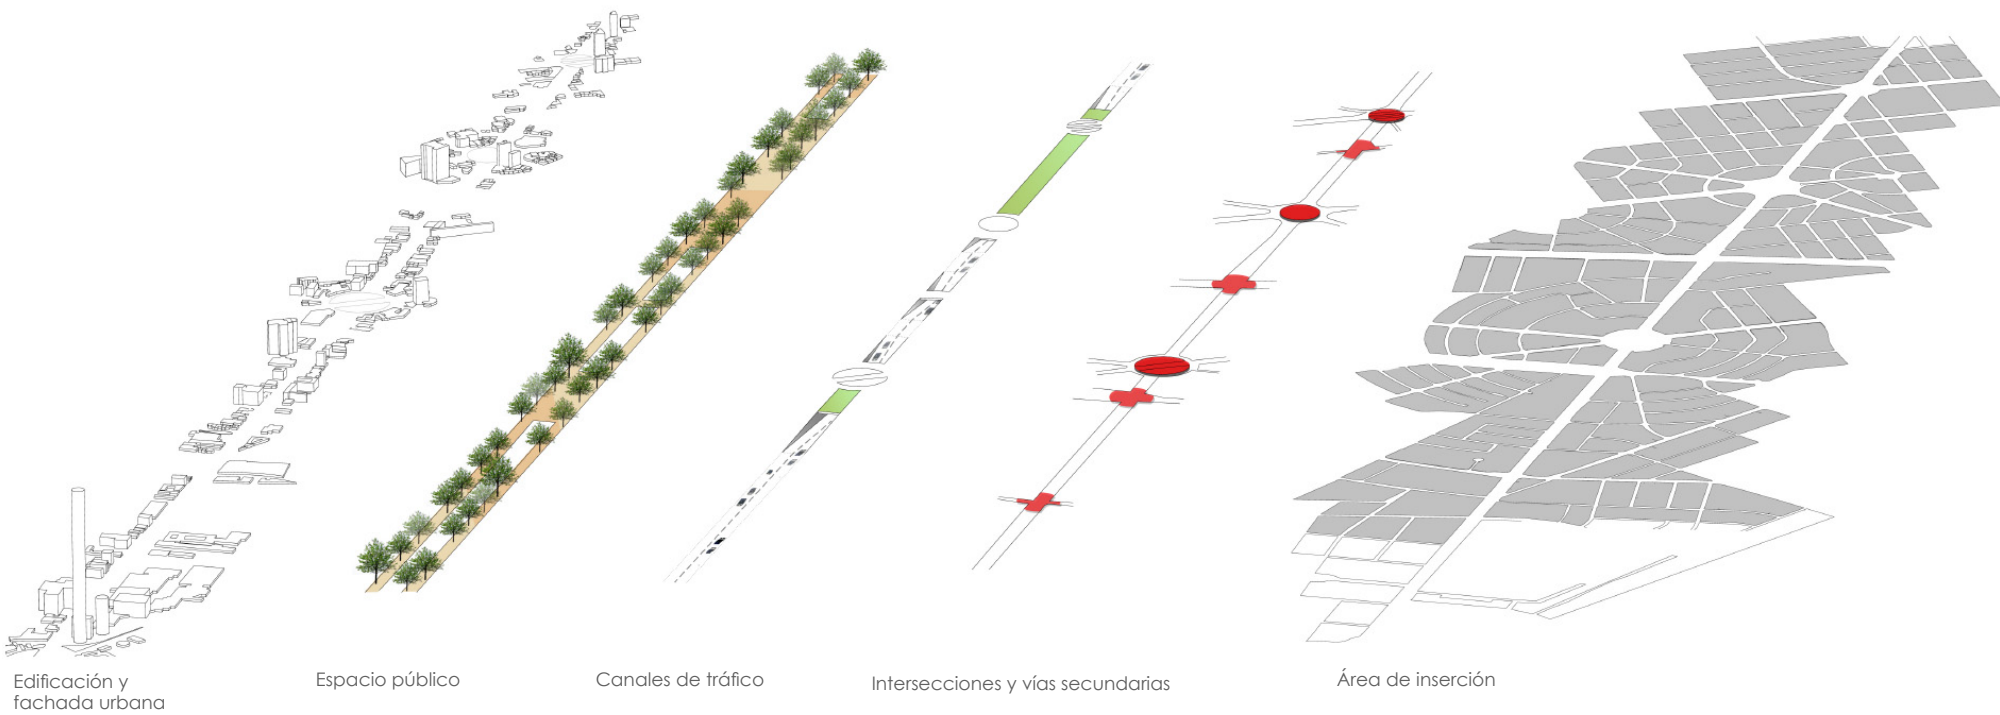 Edificación y
fachada urbana
Espacio público
Canales de tráfico
Intersecciones y vías secundarias
Área de inserción